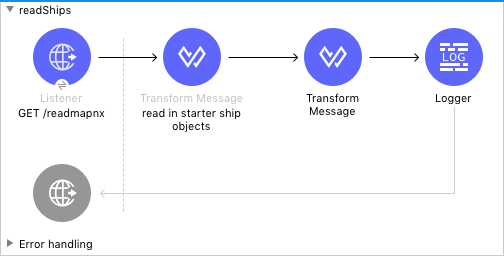 readShips
Listener
GET /readmapnx
Transform Message
read in starter ship
objects
Transform
Message
LOG
Logger
Error handling